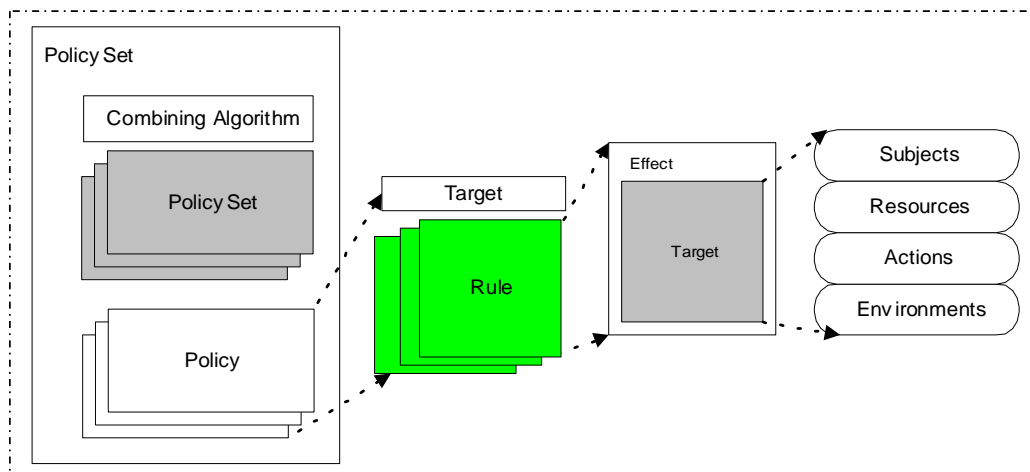 Policy Set
Combining Algorithm
Policy Set
Policy
Target
Rule
Effect
Target
Subjects
Resources
Actions
Environments